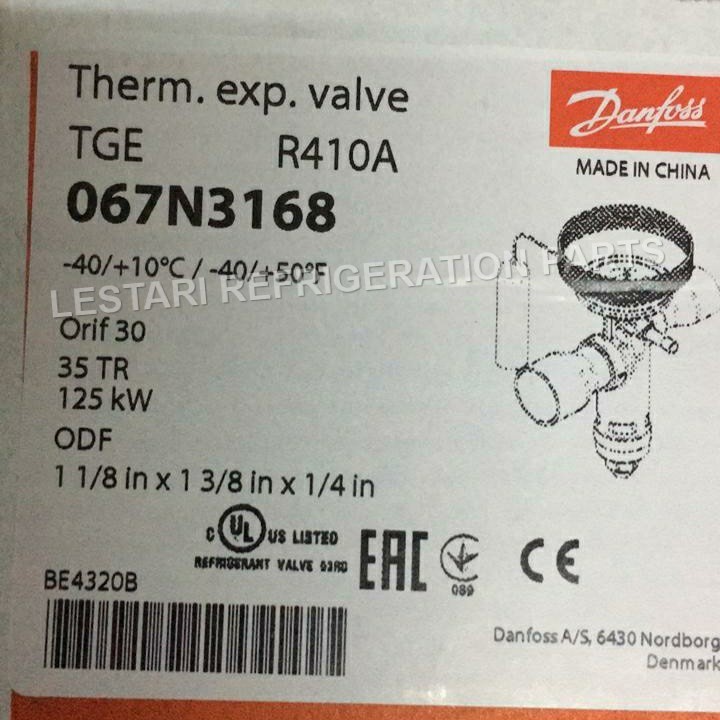 Therm. exp. valve
Danfoss
TGE R410A
MADE IN CHINA
067N3168
-40/+10°C / -40/+50°F
LESTARI REFRIGERATION PARTS
Orif 30
35 TR
125 kW
ODF
1 1/8 in x 1 3/8 in x 1/4 in
C UL US LISTED
REFRIGERANT VALVE 93RD
EAC
089
CE
BE4320B
Danfoss A/S, 6430 Nordborg
Denmark